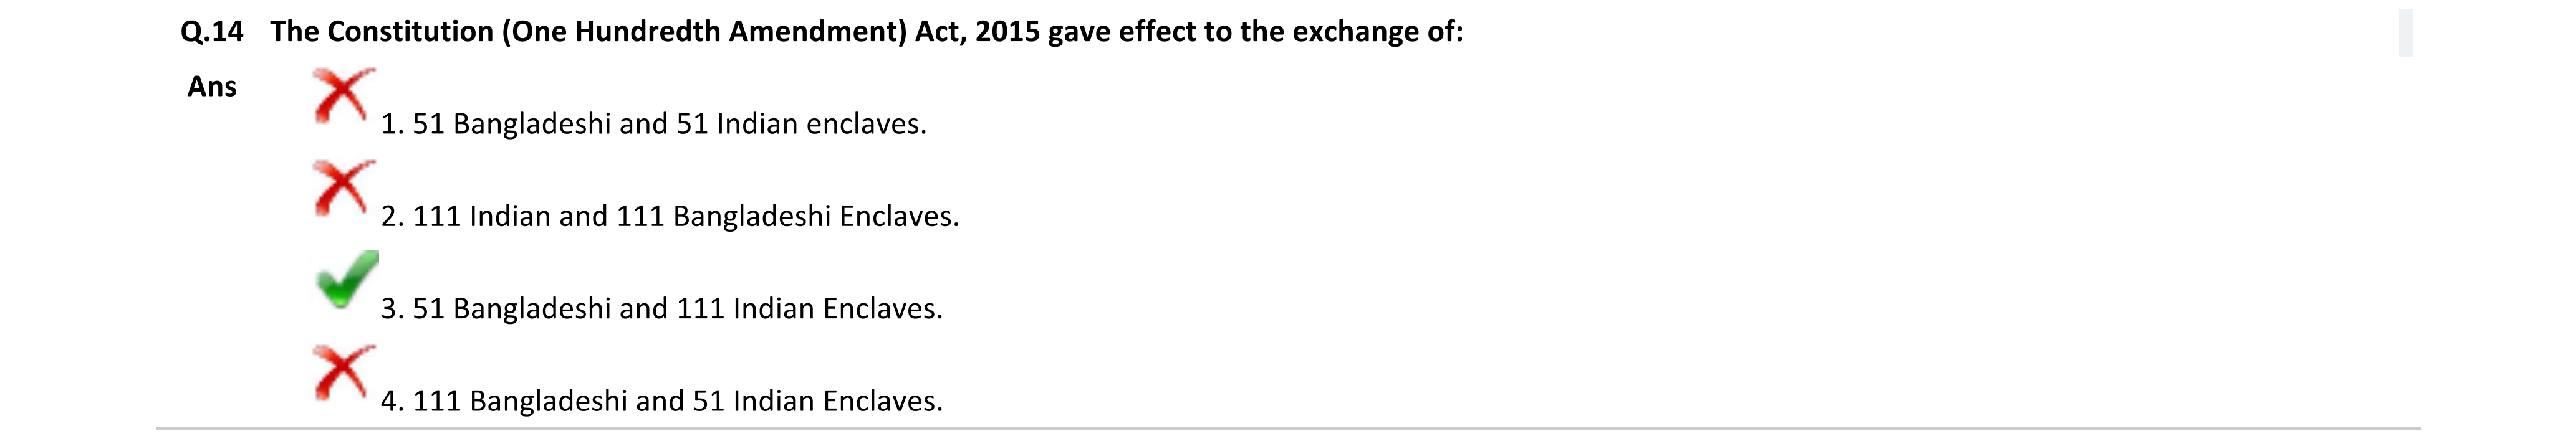 Q.14 The Constitution (One Hundredth Amendment) Act, 2015 gave effect to the exchange of:
Ans
1. 51 Bangladeshi and 51 Indian enclaves.
2. 111 Indian and 111 Bangladeshi Enclaves.
3. 51 Bangladeshi and 111 Indian Enclaves.
4. 111 Bangladeshi and 51 Indian Enclaves.